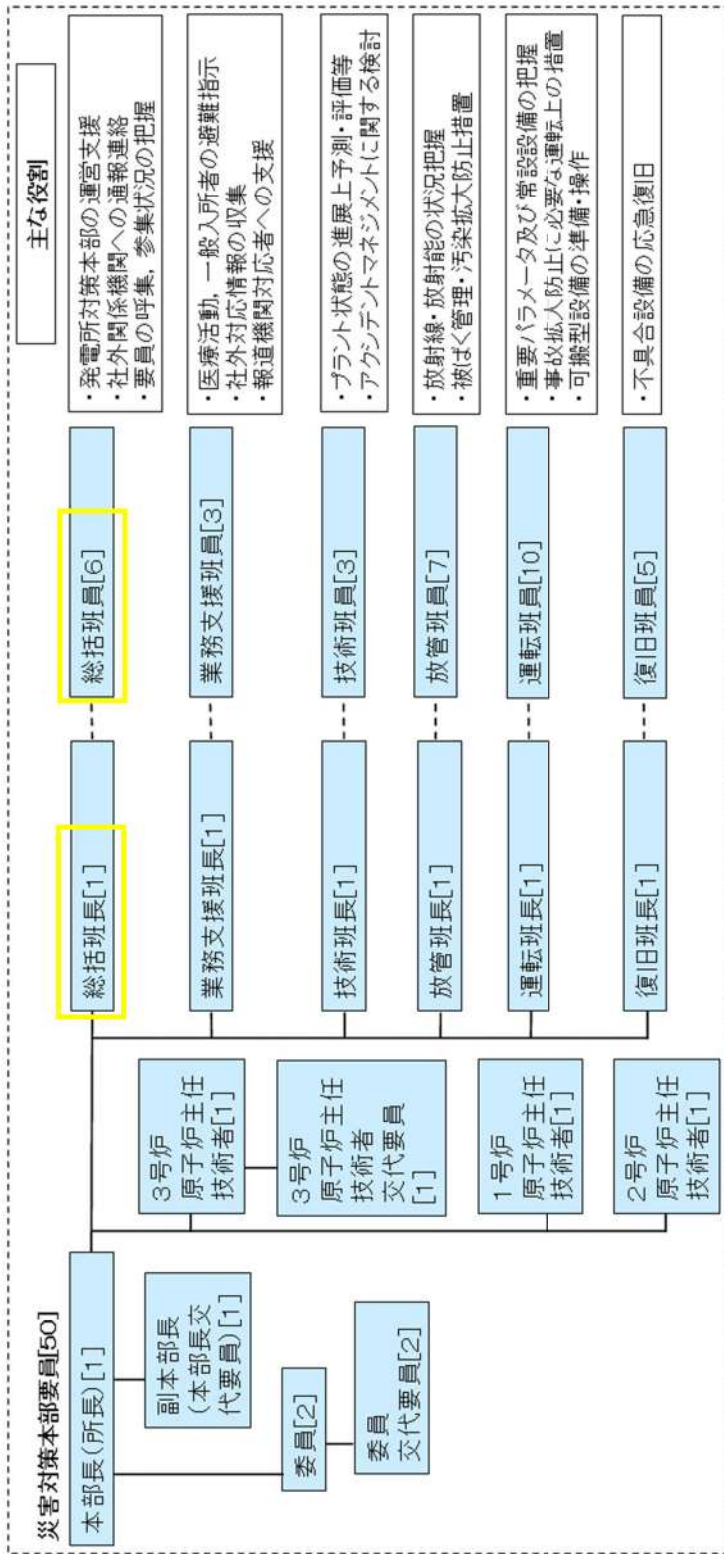 災害対策本部要員[50]
本部長(所長)[1]
副本部長
(本部長交
代要員)[1]
委員[2]
委員
交代要員[2]
3号炉
原子炉主任
技術者[1]
3号炉
原子炉主任
技術者
交代要員
[1]
1号炉
原子炉主任
技術者[1]
2号炉
原子炉主任
技術者[1]
主な役割
総括班長[1]
総括班員[6]
・発電所対策本部の運営支援
・社外関係機関への通報連絡
・要員の呼集,参集状況の把握
業務支援班長[1]
業務支援班員[3]
・医療活動,一般入所者の避難指示
・社外対応情報の収集
・報道機関対応者への支援
技術班長[1]
技術班員[3]
・プラント状態の進展上予測・評価等
・アクシデントマネジメントに関する検討
放管班長[1]
放管班員[7]
・放射線・放射能の状況把握
・被ばく管理・汚染拡大防止措置
運転班長[1]
運転班員[10]
・重要パラメータ及び常設設備の把握
・事故拡大防止に必要な運転上の措置
・可搬型設備の準備・操作
復旧班長[1]
復旧班員[5]
・不具合設備の応急復旧